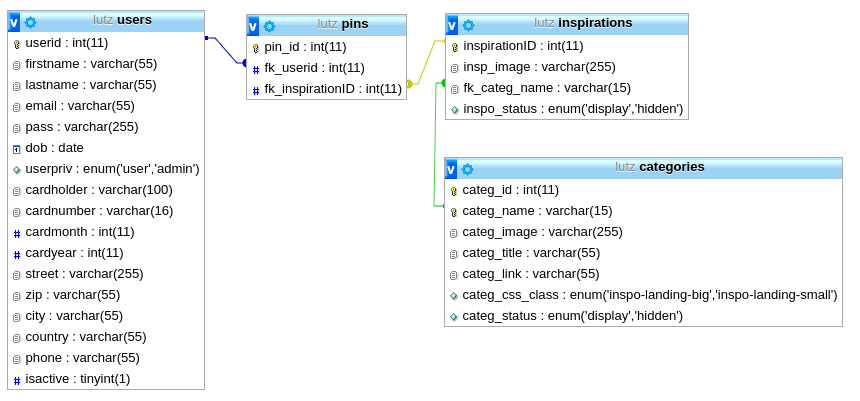 lutz users
userid : int(11)
firstname : varchar(55)
lastname : varchar(55)
email : varchar(55)
pass : varchar(255)
dob : date
userpriv : enum('user','admin')
cardholder : varchar(100)
cardnumber : varchar(16)
cardmonth : int(11)
cardyear : int(11)
street : varchar(255)
zip : varchar(55)
city : varchar(55)
country : varchar(55)
phone : varchar(55)
isactive : tinyint(1)
lutz pins
pin_id : int(11)
fk_userid : int(11)
fk_inspirationID : int(11)
lutz inspirations
inspirationID : int(11)
insp_image : varchar(255)
fk_categ_name : varchar(15)
inspo_status : enum('display','hidden')
lutz categories
categ_id : int(11)
categ_name : varchar(15)
categ_image : varchar(255)
categ_title : varchar(55)
categ_link : varchar(55)
categ_css_class : enum('inspo-landing-big','inspo-landing-small')
categ_status : enum('display','hidden')